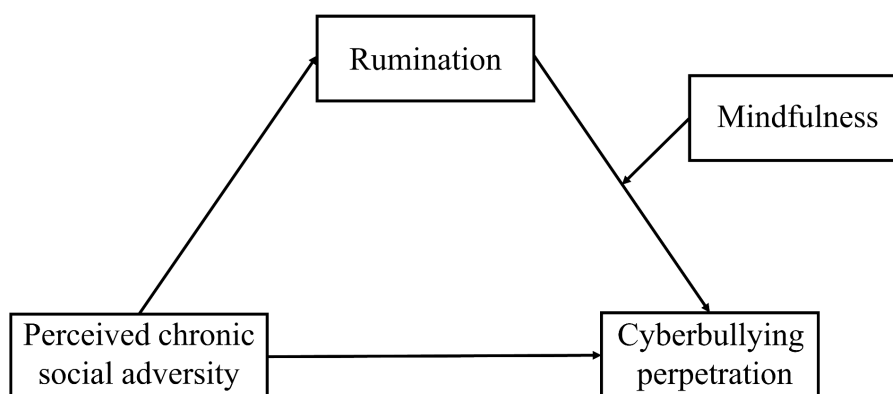 Rumination
Mindfulness
Perceived chronic
social adversity
Cyberbullying
perpetration